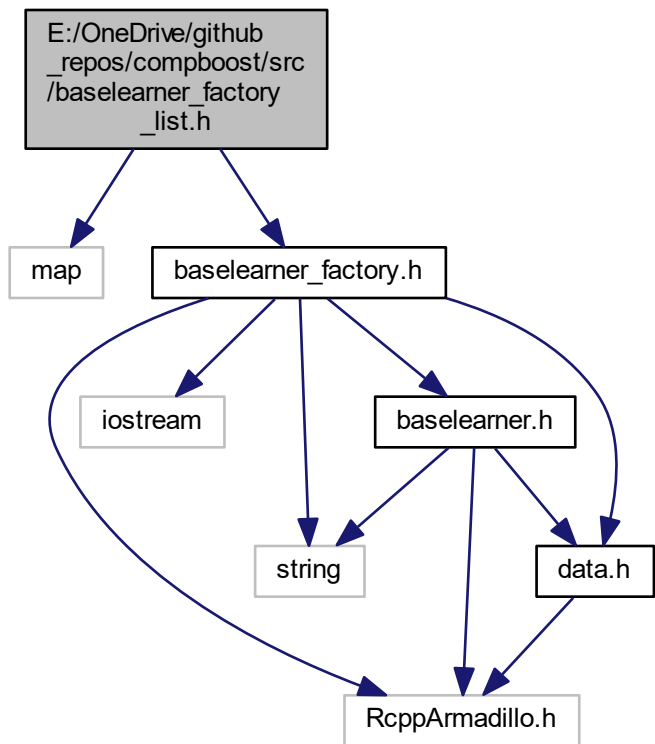 E:/OneDrive/github
_repos/compboost/src
/baselearner_factory
_list.h
map
baselearner_factory.h
iostream
baselearner.h
string
data.h
RcppArmadillo.h